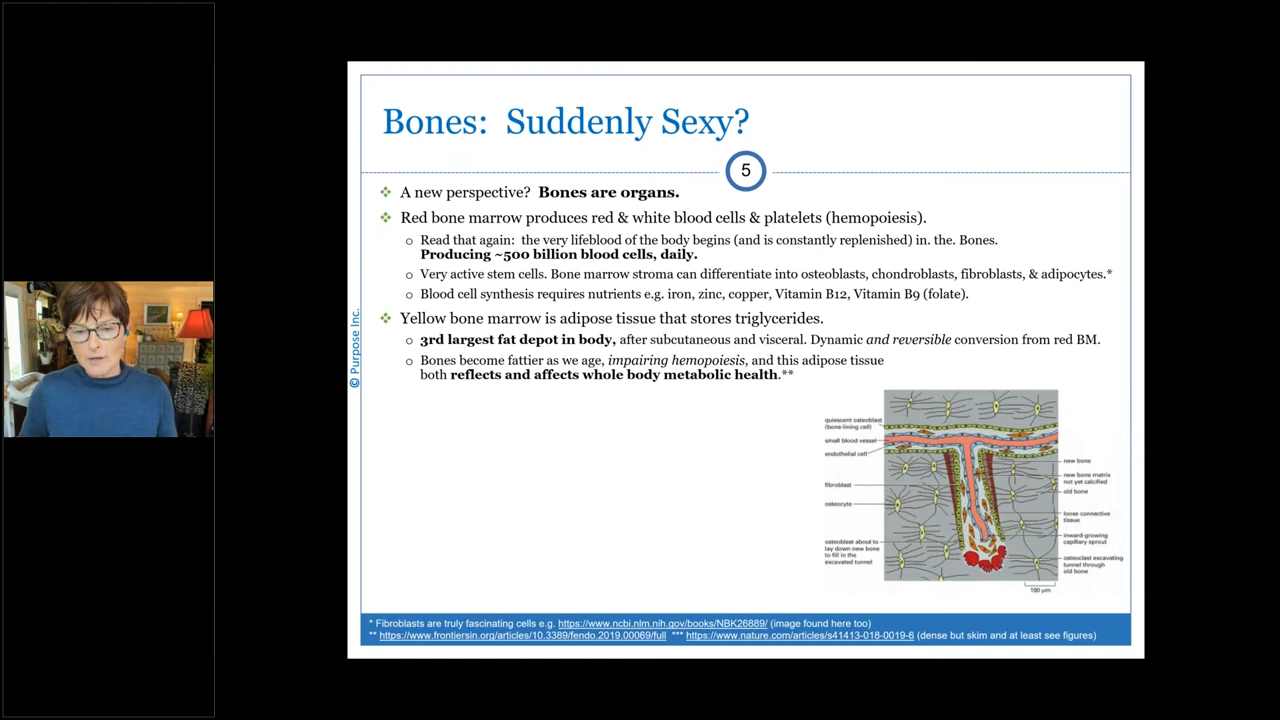 Bones: Suddenly Sexy?
5
❖ A new perspective? Bones are organs.
❖ Red bone marrow produces red & white blood cells & platelets (hemopoiesis).
o Read that again: the very lifeblood of the body begins (and is constantly replenished) in. the. Bones.
Producing ~500 billion blood cells, daily.
o Very active stem cells. Bone marrow stroma can differentiate into osteoblasts, chondroblasts, fibroblasts, & adipocytes.*
o Blood cell synthesis requires nutrients e.g. iron, zinc, copper, Vitamin B12, Vitamin B9 (folate).
❖ Yellow bone marrow is adipose tissue that stores triglycerides.
o 3rd largest fat depot in body, after subcutaneous and visceral. Dynamic and reversible conversion from red BM.
o Bones become fattier as we age, impairing hemopoiesis, and this adipose tissue
both reflects and affects whole body metabolic health.**
© Purpose Inc.
quiescent osteoblast
(bone-lining cell)
small blood vessel
endothelial cell
fibroblast
osteocyte
osteoblast about to
lay down new bone
to fill in the
excavated tunnel
new bone
new bone matrix
not yet calcified
old bone
loose connective
tissue
inward-growing
capillary sprout
osteoclast excavating
tunnel through
old bone
100 µm
* Fibroblasts are truly fascinating cells e.g. https://www.ncbi.nlm.nih.gov/books/NBK26889/ (image found here too)
** https://www.frontiersin.org/articles/10.3389/fendo.2019.00069/full *** https://www.nature.com/articles/s41413-018-0019-6 (dense but skim and at least see figures)